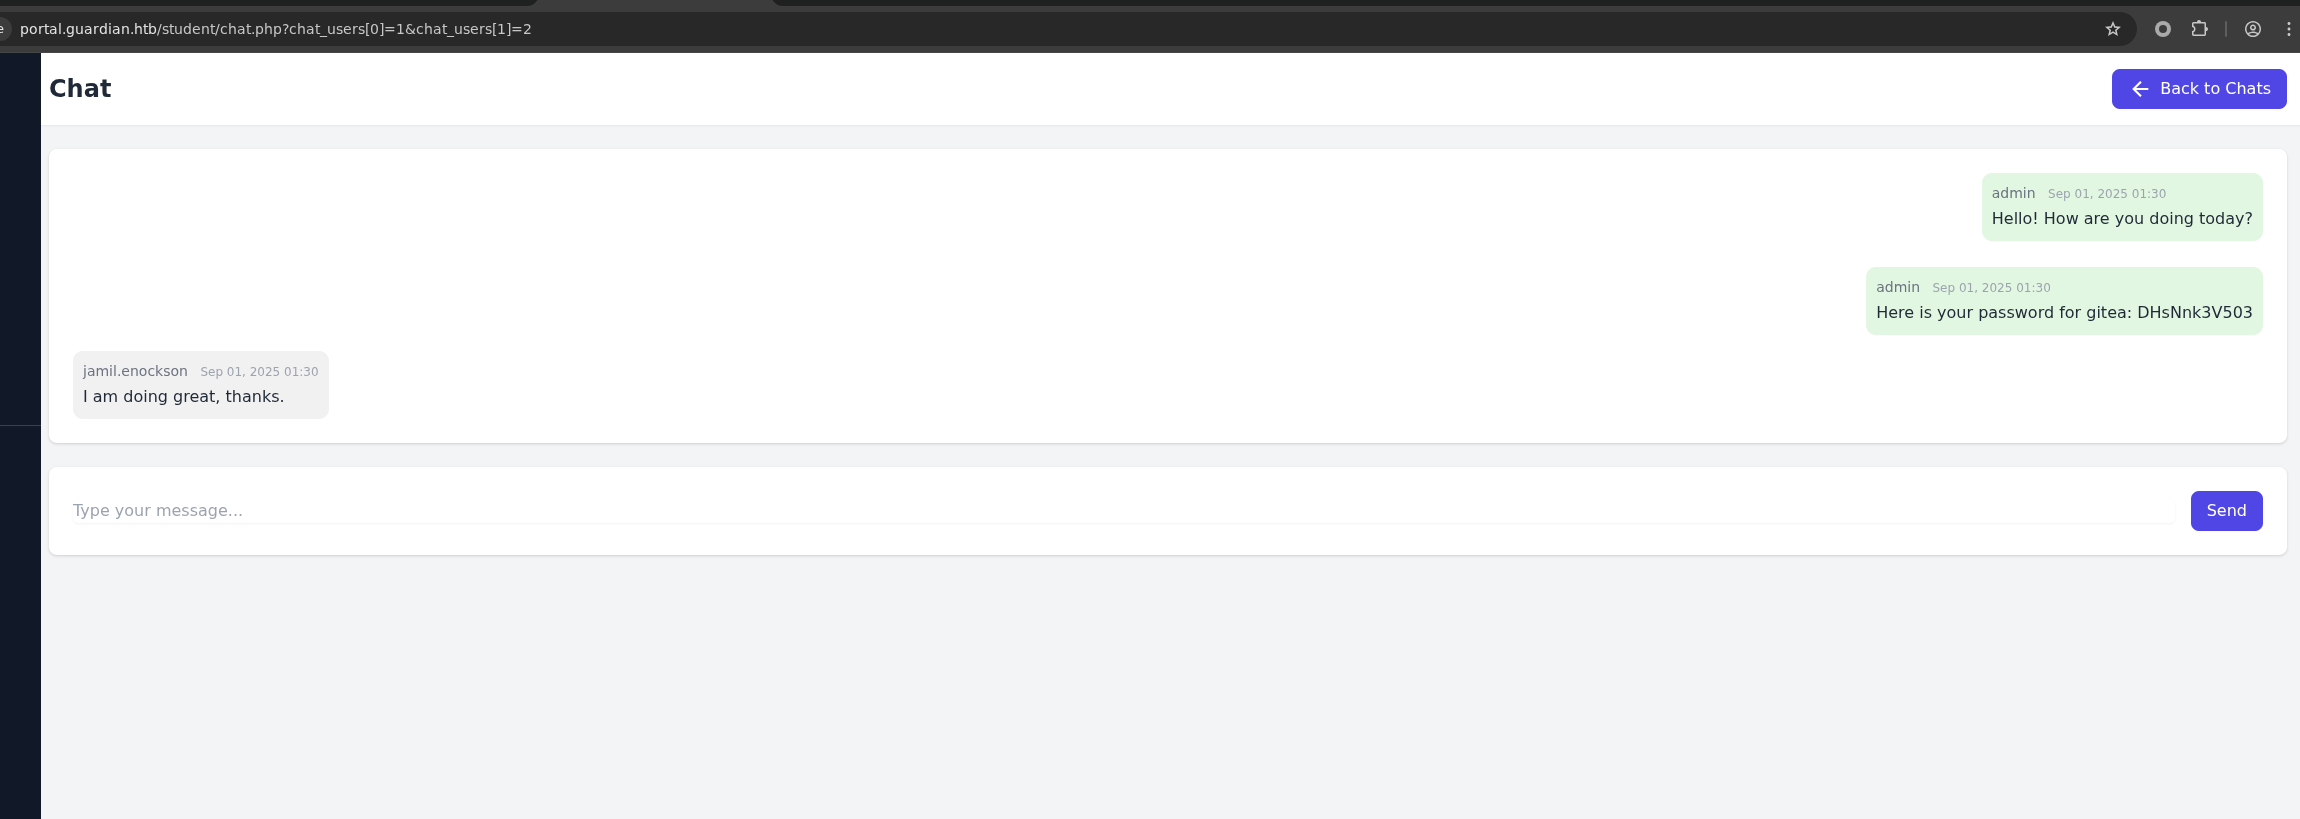 e portal.guardian.htb/student/chat.php?chat_users[0]=1&chat_users[1]=2
Chat
Back to Chats
admin Sep 01, 2025 01:30
Hello! How are you doing today?
admin Sep 01, 2025 01:30
Here is your password for gitea: DHsNnk3V503
jamil.enockson Sep 01, 2025 01:30
I am doing great, thanks.
Type your message...
Send